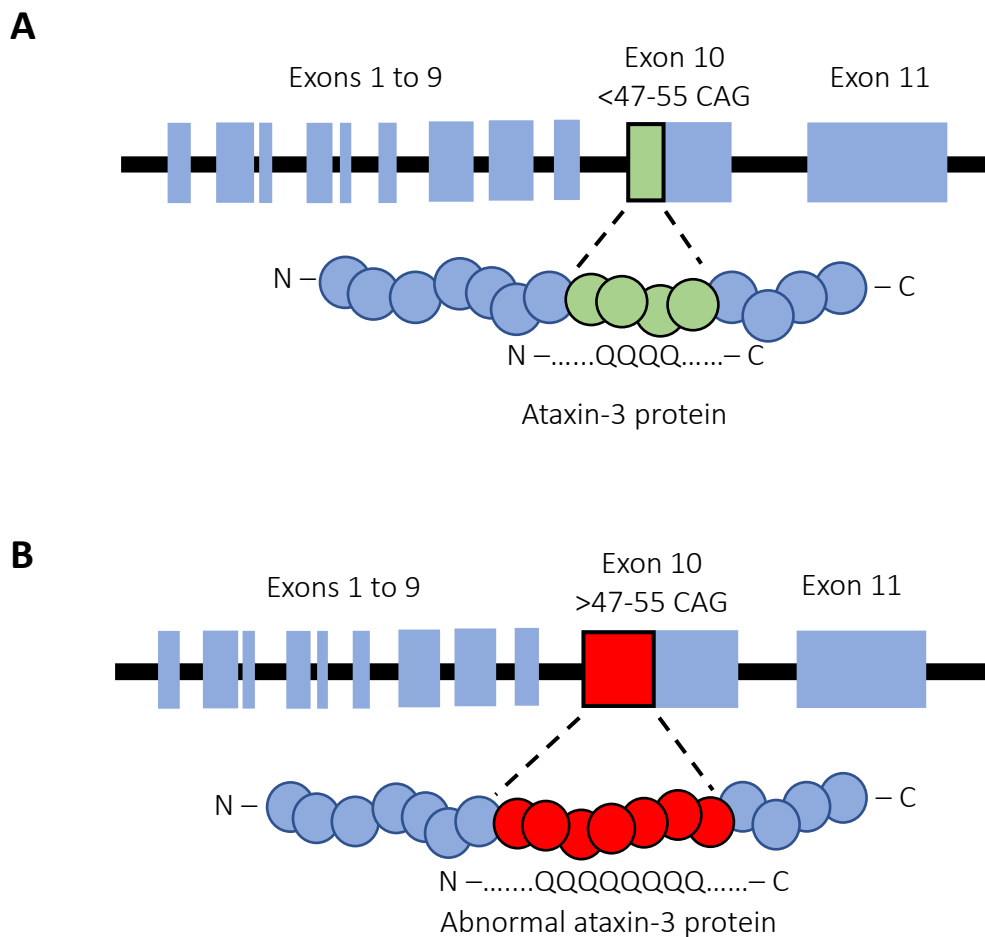 A
Exons 1 to 9
Exon 10
<47-55 CAG
Exon 11
N –
– C
N –......QQQQ......– C
Ataxin-3 protein
B
Exons 1 to 9
Exon 10
>47-55 CAG
Exon 11
N –
– C
N –.......QQQQQQQQ......– C
Abnormal ataxin-3 protein